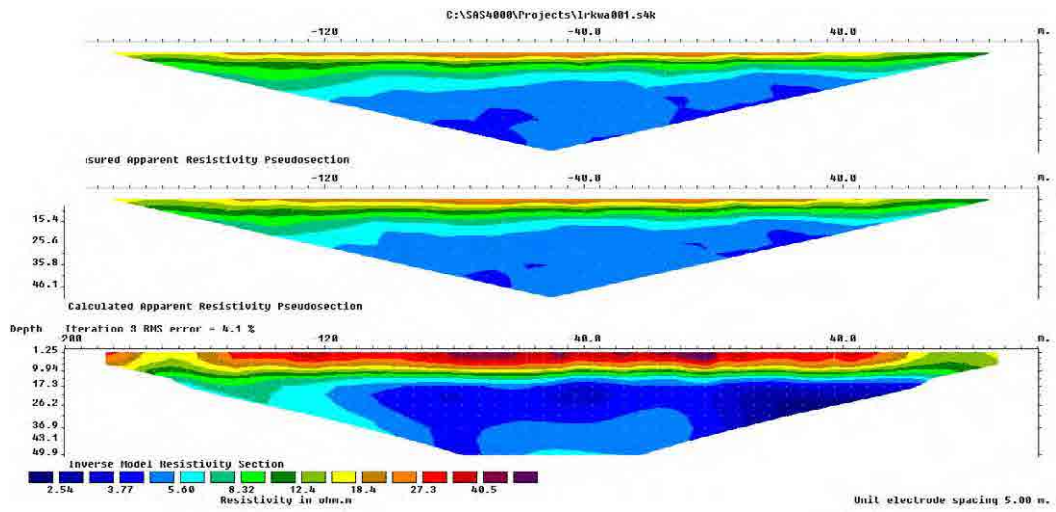 C:\SAS4000\Projects\lrkwa001.s4k
-120 -40.0 40.0 m.
sured Apparent Resistivity Pseudosection
-120 -40.0 40.0 m.
15.4
25.6
35.8
46.1
Calculated Apparent Resistivity Pseudosection
Depth Iteration 3 RMS error = 4.1 %
200 120 40.0 40.0 m.
1.25
9.94
17.3
26.2
36.9
43.1
49.9
Inverse Model Resistivity Section
2.54 3.77 5.60 8.32 12.4 18.4 27.3 40.5
Resistivity in ohm.m
Unit electrode spacing 5.00 m.